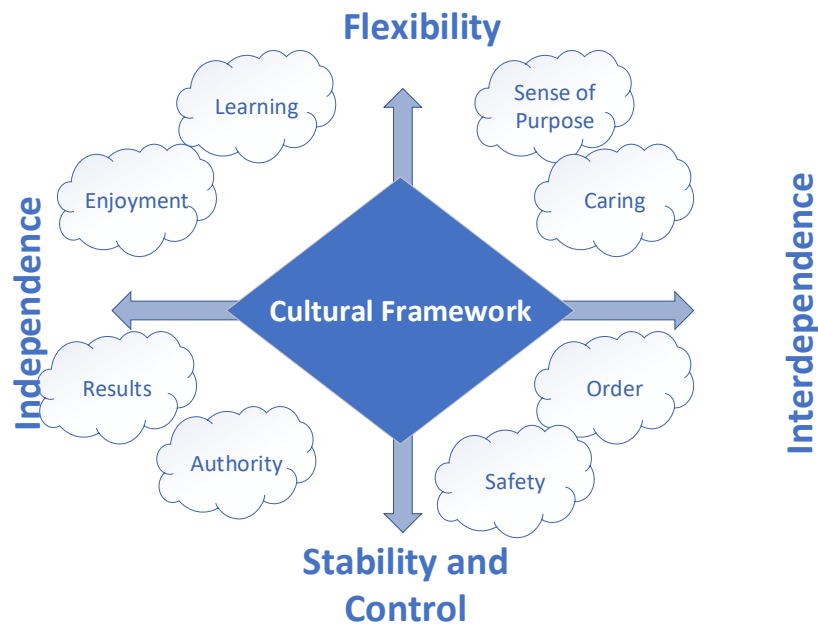 Flexibility
Learning
Sense of
Purpose
Enjoyment
Caring
Independence
Cultural Framework
Interdependence
Results
Order
Authority
Safety
Stability and
Control